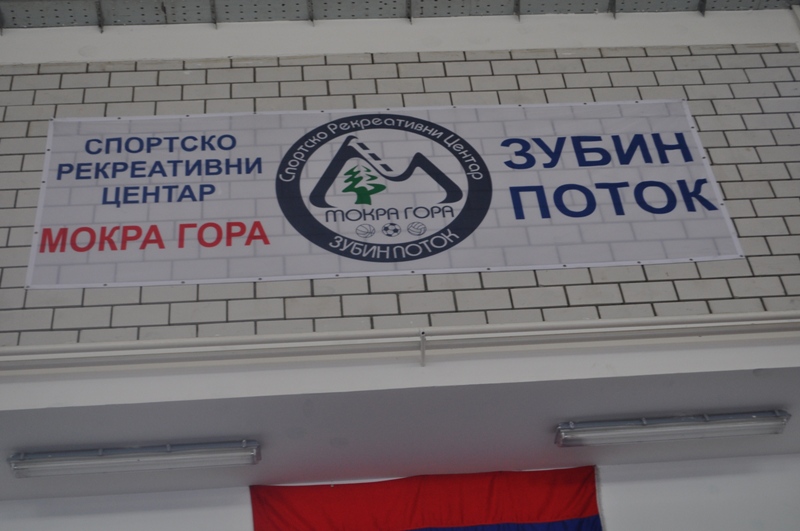 СПОРТСКО
РЕКРЕАТИВНИ
ЦЕНТАР
МОКРА ГОРА
Спортско Рекреативни Центар
МОКРА ГОРА
ЗУБИН ПОТОК
ЗУБИН
ПОТОК